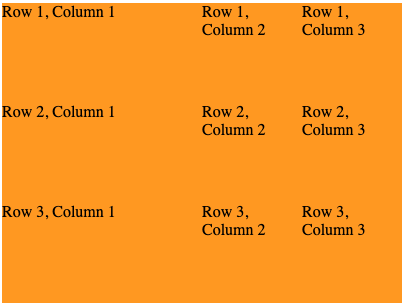 Row 1, Column 1
Row 1,
Column 2
Row 1,
Column 3
Row 2, Column 1
Row 2,
Column 2
Row 2,
Column 3
Row 3, Column 1
Row 3,
Column 2
Row 3,
Column 3